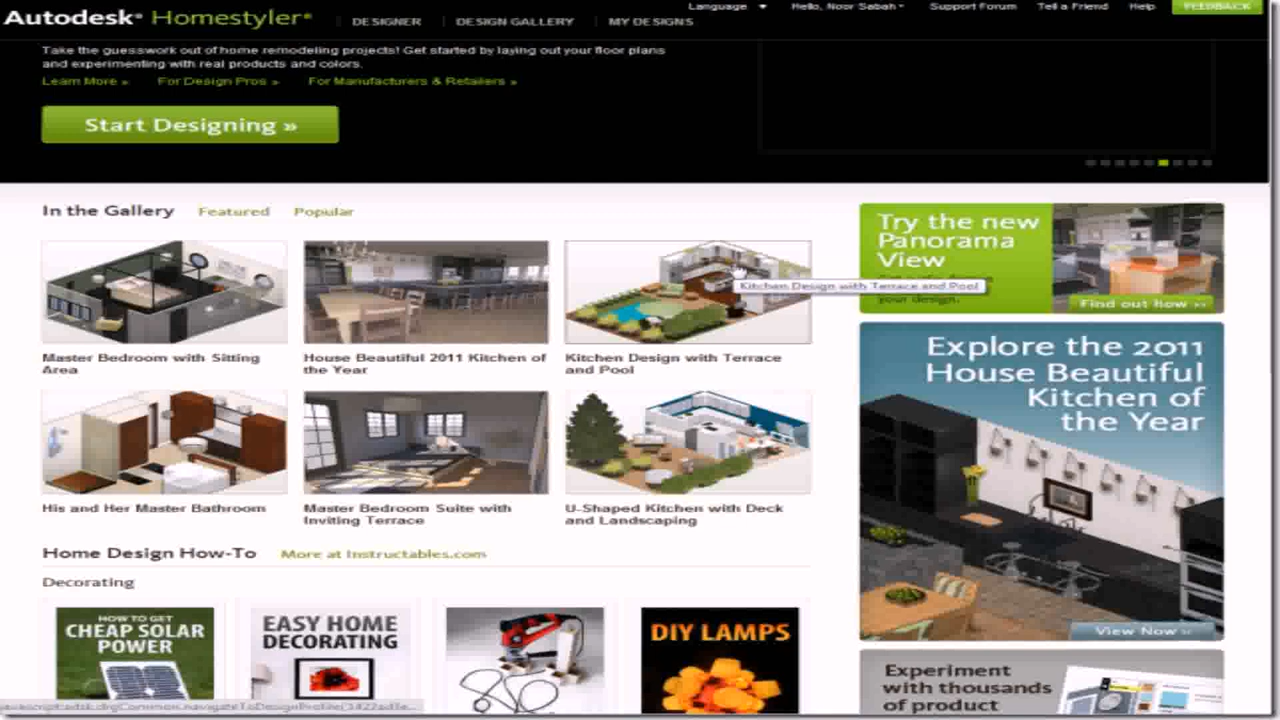 Autodesk® Homestyler®
DESIGNER
DESIGN GALLERY
MY DESIGNS
Language
Hello, Noor Sabah
Support Forum
Tell a Friend
Help
FEEDBACK
Take the guesswork out of home remodeling projects! Get started by laying out your floor plans
and experimenting with real products and colors.
Learn More »
For Design Pros »
For Manufacturers & Retailers »
Start Designing »
In the Gallery
Featured
Popular
Master Bedroom with Sitting
Area
House Beautiful 2011 Kitchen of
the Year
Kitchen Design with Terrace
and Pool
Kitchen Design with Terrace and Pool
His and Her Master Bathroom
Master Bedroom Suite with
Inviting Terrace
U-Shaped Kitchen with Deck
and Landscaping
Try the new
Panorama
View
your design.
Find out how >>
Explore the 2011
House Beautiful
Kitchen of
the Year
View Now >>
Experiment
with thousands
of product
Home Design How-To
More at Instructables.com
Decorating
HOW TO GET
CHEAP SOLAR
POWER
EASY HOME
DECORATING
DIY LAMPS